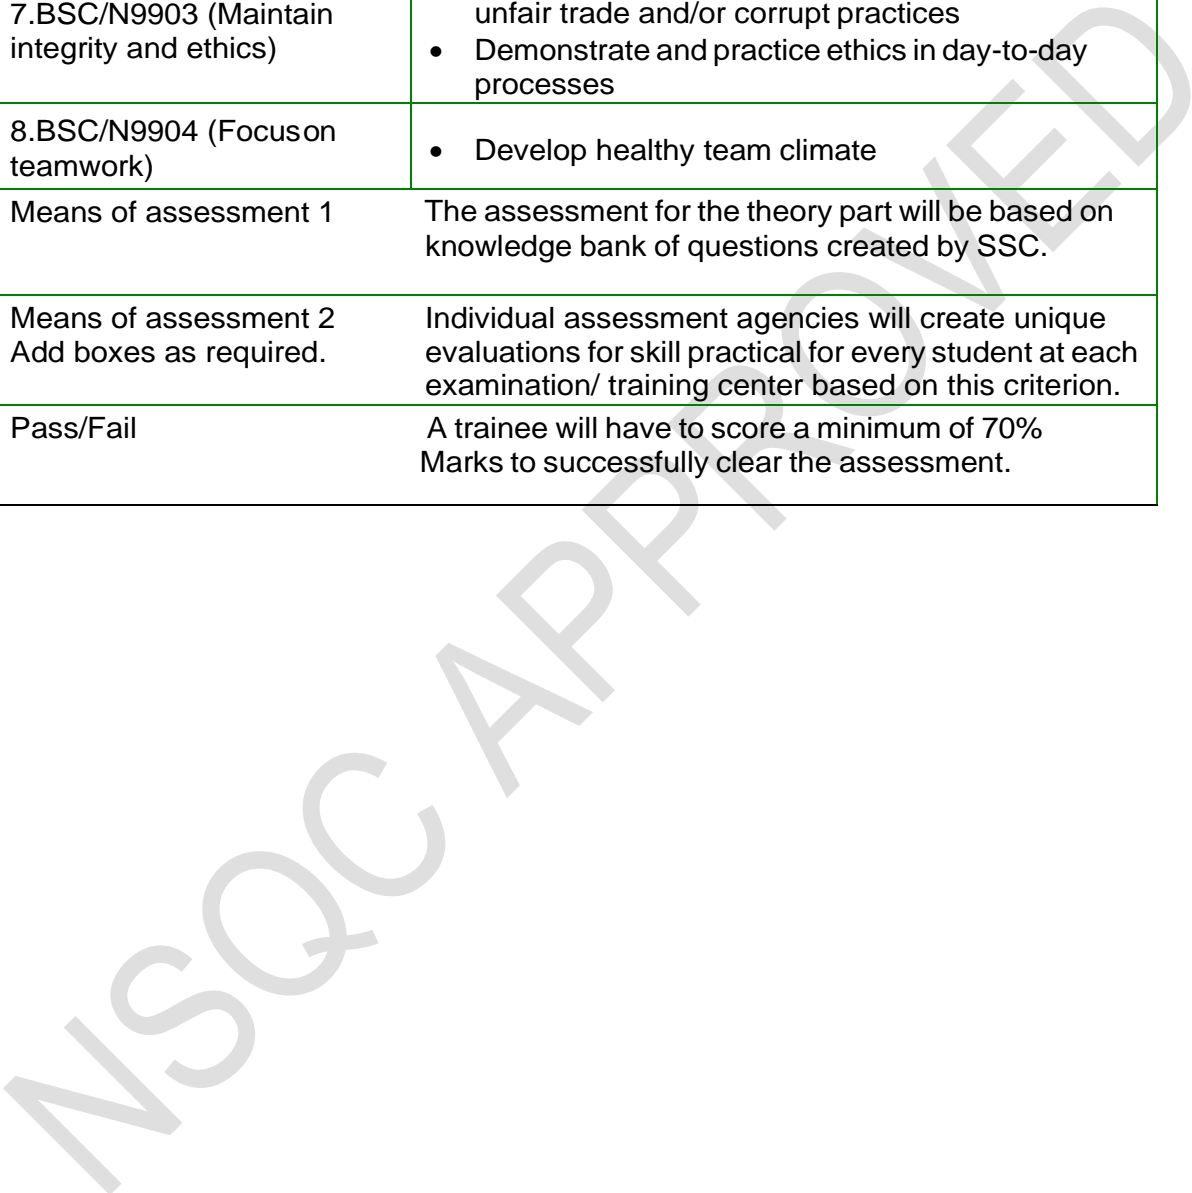 7.BSC/N9903 (Maintain
integrity and ethics)
unfair trade and/or corrupt practices
• Demonstrate and practice ethics in day-to-day
processes
8.BSC/N9904 (Focuson
teamwork)
• Develop healthy team climate
Means of assessment 1
The assessment for the theory part will be based on
knowledge bank of questions created by SSC.
Means of assessment 2
Add boxes as required.
Individual assessment agencies will create unique
evaluations for skill practical for every student at each
examination/ training center based on this criterion.
Pass/Fail
A trainee will have to score a minimum of 70%
Marks to successfully clear the assessment.
NSQC APPROVED